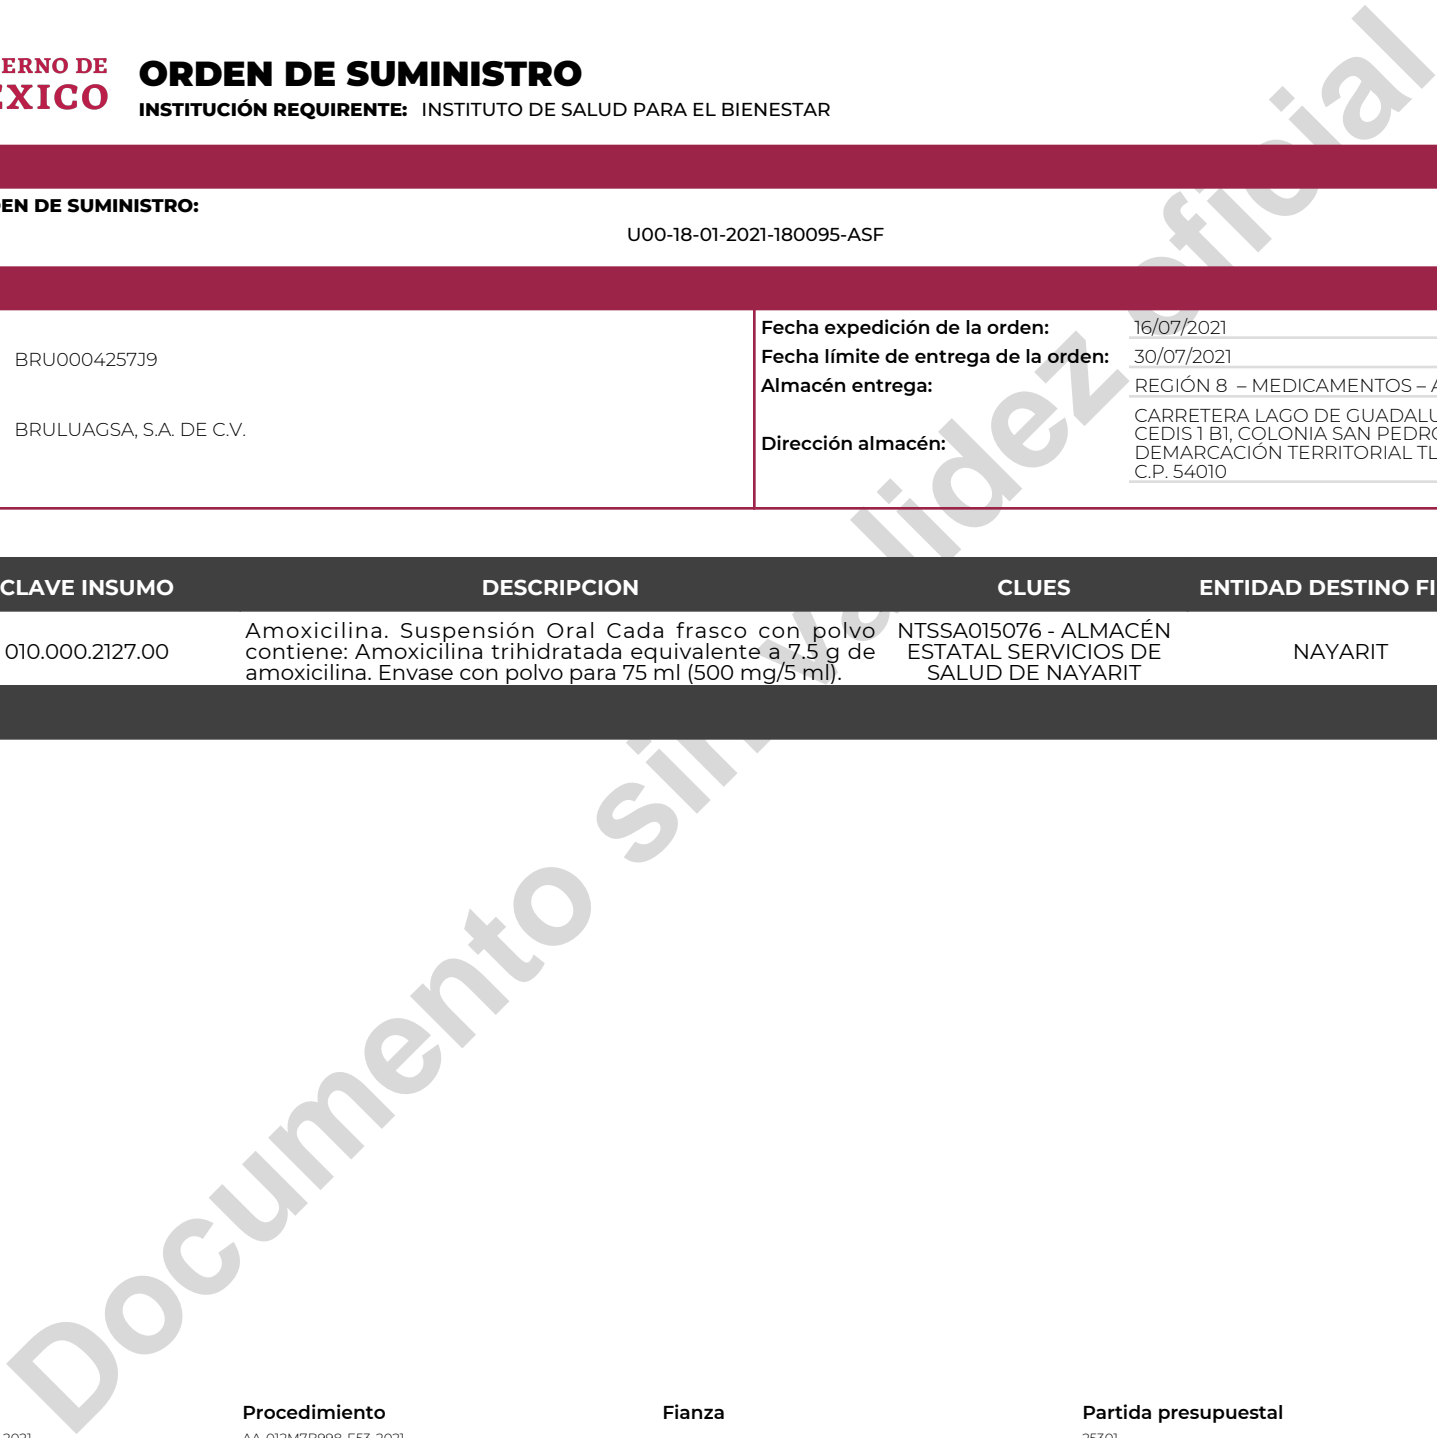 ERNO DE
ORDEN DE SUMINISTRO
EXICO
INSTITUCIÓN REQUIRENTE: INSTITUTO DE SALUD PARA EL BIENESTAR
EN DE SUMINISTRO:
U00-18-01-2021-180095-ASF
BRU0004257J9
BRULUAGSA, S.A. DE C.V.
Fecha expedición de la orden: 16/07/2021
Fecha límite de entrega de la orden: 30/07/2021
Almacén entrega: REGIÓN 8 – MEDICAMENTOS – A
Dirección almacén:
CARRETERA LAGO DE GUADALU
CEDIS 1 B1, COLONIA SAN PEDRO
DEMARCACIÓN TERRITORIAL TL
C.P. 54010
CLAVE INSUMO DESCRIPCION CLUES ENTIDAD DESTINO FI
010.000.2127.00
Amoxicilina. Suspensión Oral Cada frasco con polvo
contiene: Amoxicilina trihidratada equivalente a 7.5 g de
amoxicilina. Envase con polvo para 75 ml (500 mg/5 ml).
NTSSA015076 - ALMACÉN
ESTATAL SERVICIOS DE
SALUD DE NAYARIT
NAYARIT
Documento sin validez oficial
Procedimiento Fianza Partida presupuestal